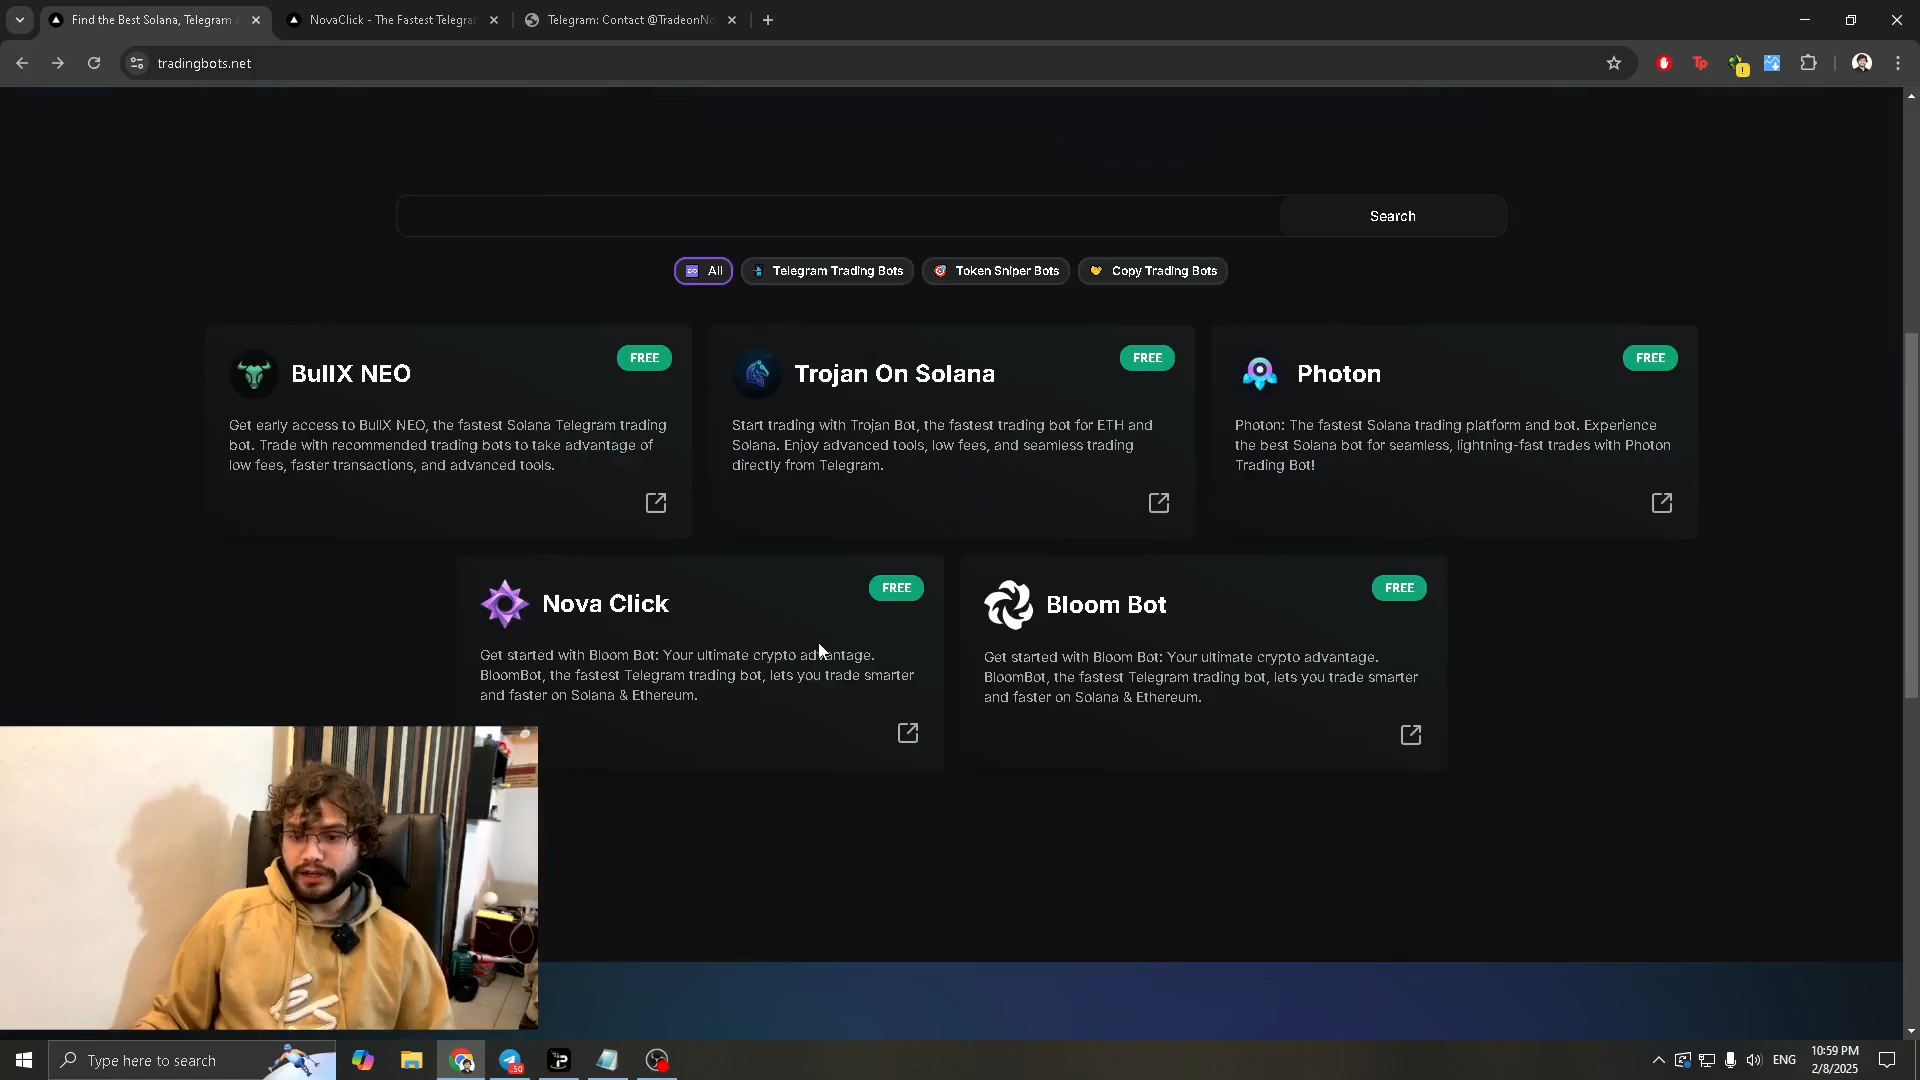 Find the Best Solana, Telegram
NovaClick - The Fastest Telegra
Telegram: Contact @TradeonNo
tradingbots.net
Search
All
Telegram Trading Bots
Token Sniper Bots
Copy Trading Bots
BullX NEO
FREE
Get early access to BullX NEO, the fastest Solana Telegram trading
bot. Trade with recommended trading bots to take advantage of
low fees, faster transactions, and advanced tools.
Trojan On Solana
FREE
Start trading with Trojan Bot, the fastest trading bot for ETH and
Solana. Enjoy advanced tools, low fees, and seamless trading
directly from Telegram.
Photon
FREE
Photon: The fastest Solana trading platform and bot. Experience
the best Solana bot for seamless, lightning-fast trades with Photon
Trading Bot!
Nova Click
FREE
Get started with Bloom Bot: Your ultimate crypto advantage.
BloomBot, the fastest Telegram trading bot, lets you trade smarter
and faster on Solana & Ethereum.
Bloom Bot
FREE
Get started with Bloom Bot: Your ultimate crypto advantage.
BloomBot, the fastest Telegram trading bot, lets you trade smarter
and faster on Solana & Ethereum.
Type here to search
ENG
10:59 PM
2/8/2025